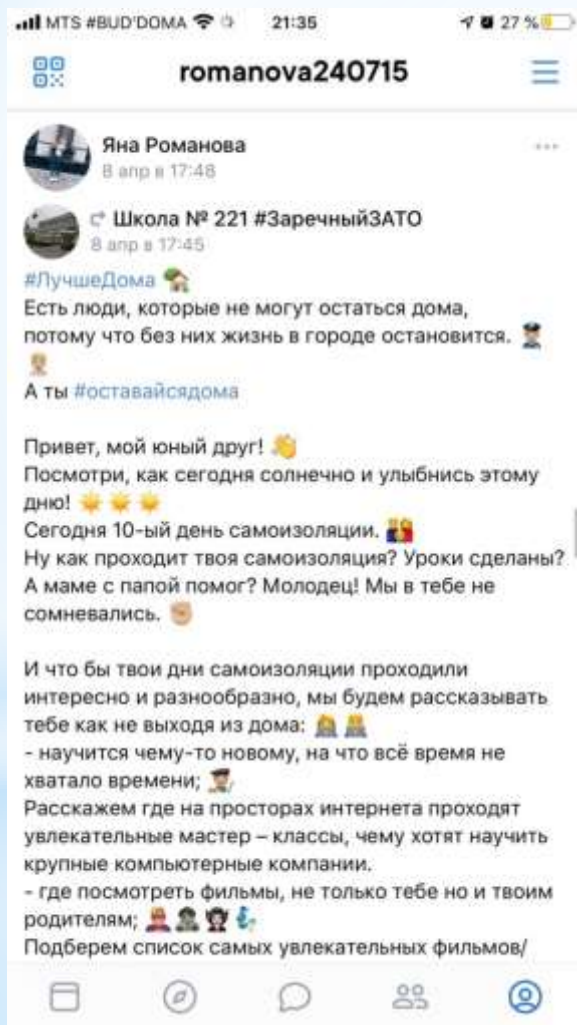 MTS #BUD'DOMA 21:35 27 %
romanova240715
Яна Романова
8 апр в 17:48
Школа № 221 #ЗаречныйЗАТО
8 апр в 17:45
#ЛучшеДома
Есть люди, которые не могут остаться дома,
потому что без них жизнь в городе остановится.
А ты #оставайсядома
Привет, мой юный друг!
Посмотри, как сегодня солнечно и улыбнись этому
дню!
Сегодня 10-ый день самоизоляции.
Ну как проходит твоя самоизоляция? Уроки сделаны?
А маме с папой помог? Молодец! Мы в тебе не
сомневались.
И что бы твои дни самоизоляции проходили
интересно и разнообразно, мы будем рассказывать
тебе как не выходя из дома:
- научится чему-то новому, на что всё время не
хватало времени;
Расскажем где на просторах интернета проходят
увлекательные мастер – классы, чему хотят научить
крупные компьютерные компании.
- где посмотреть фильмы, не только тебе но и твоим
родителям;
Подберем список самых увлекательных фильмов/